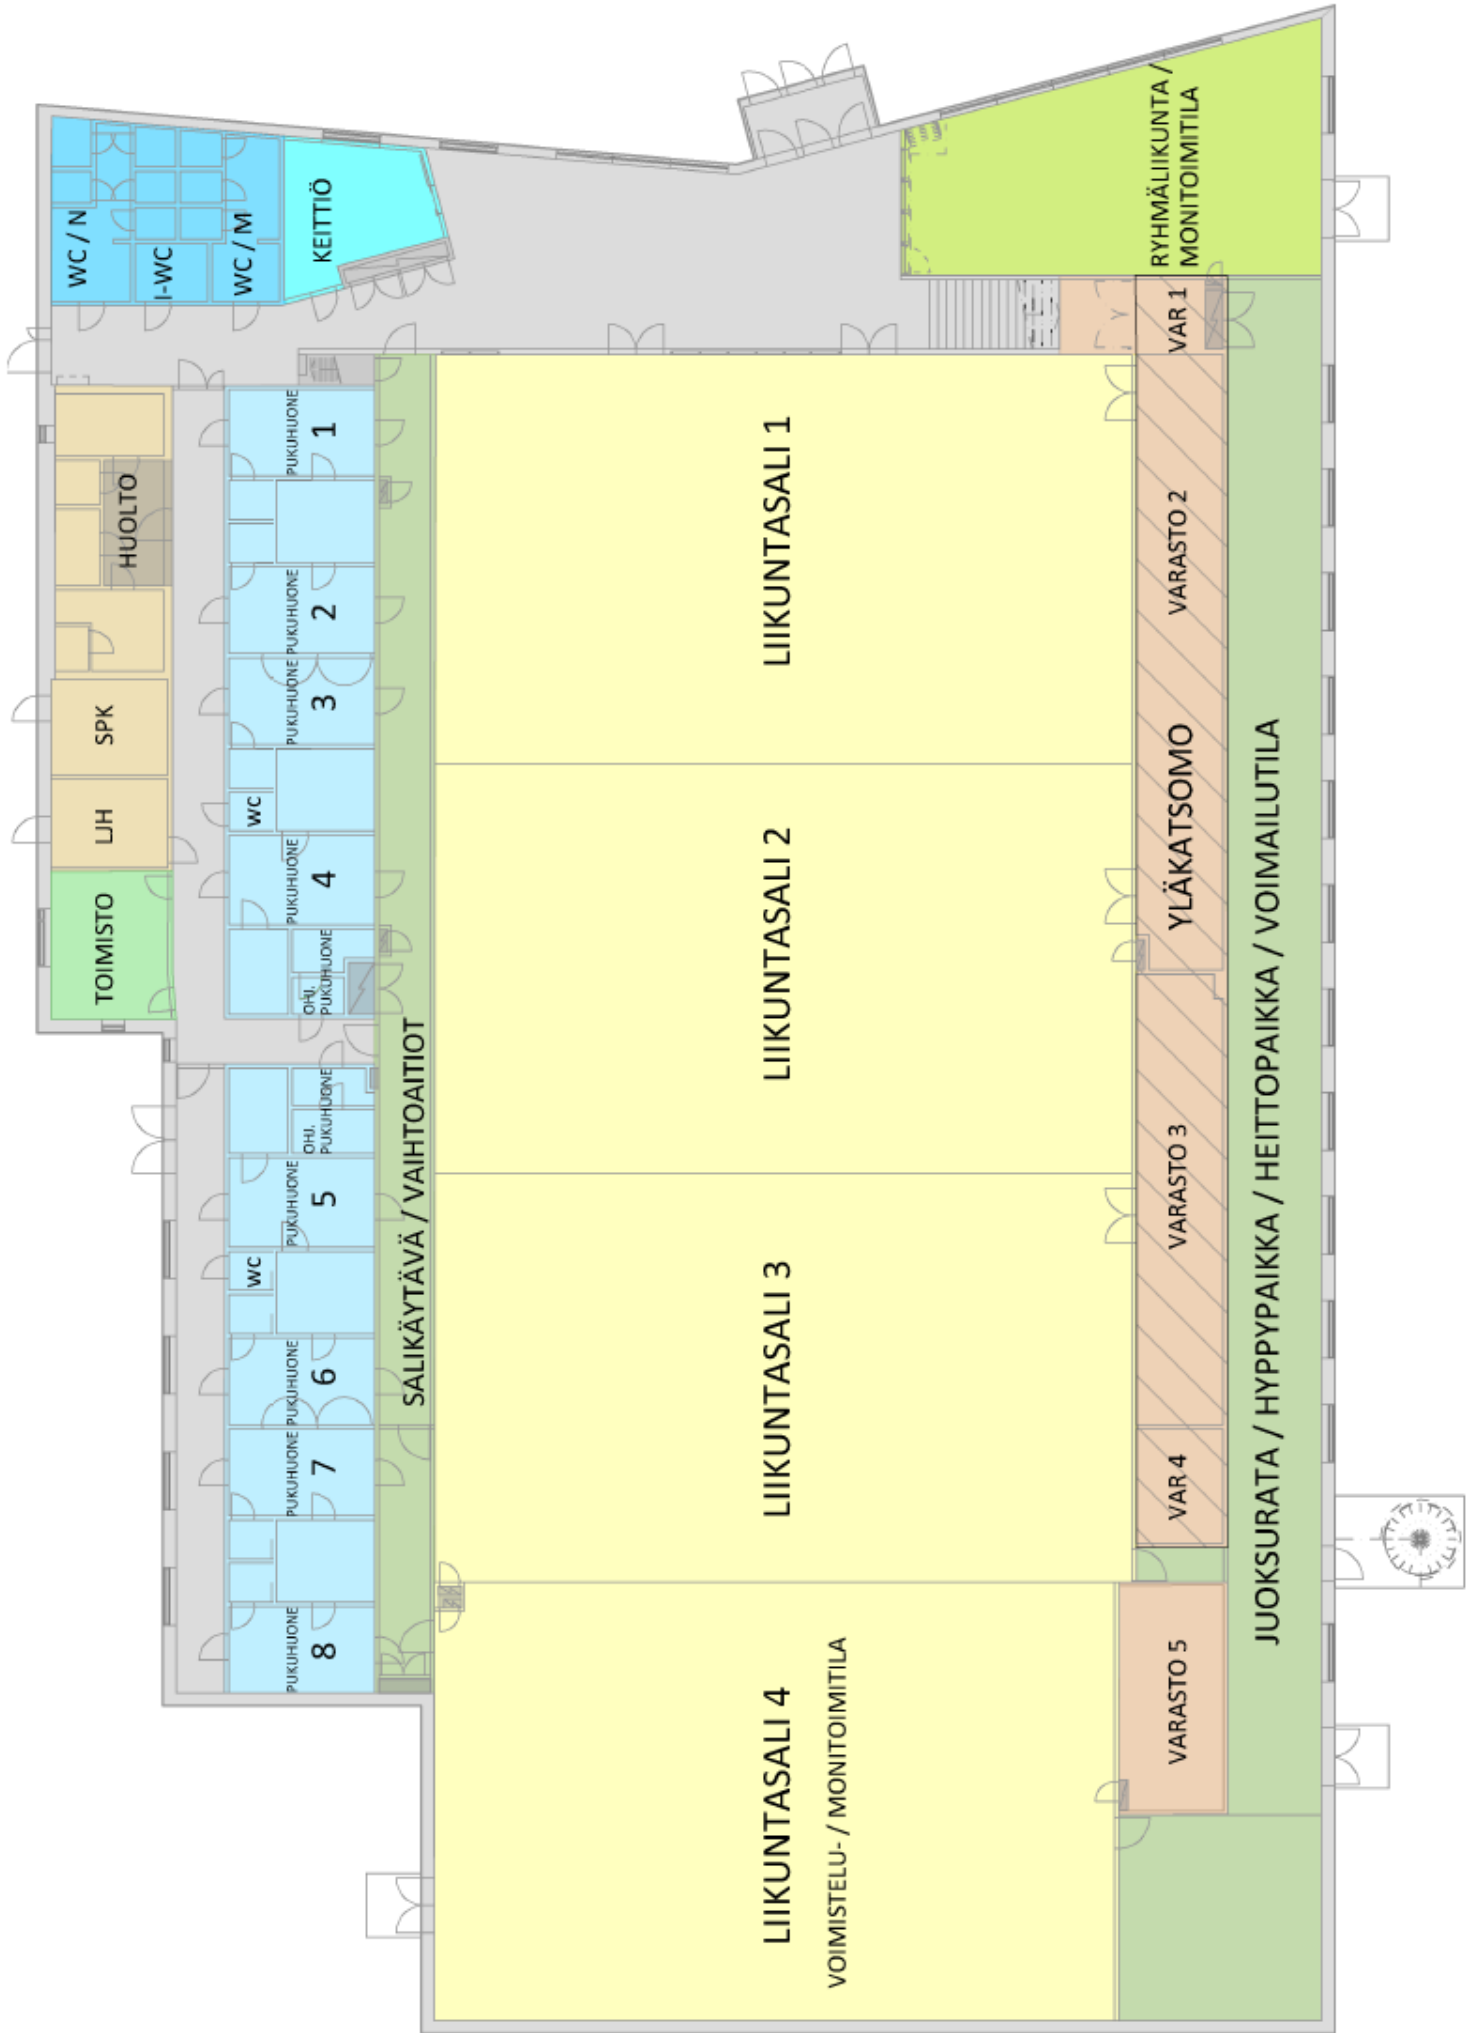 WC / N
I-WC
WC / M
KEITTIÖ
RYHMÄLIIKUNTA /
MONITOIMITILA
HUOLTO
SPK
LJH
TOIMISTO
PUKUHUONE
1
PUKUHUONE
2
PUKUHUONE
3
WC
PUKUHUONE
4
OHJ.
PUKUHUONE
OHJ.
PUKUHUONE
PUKUHUONE
5
WC
PUKUHUONE
6
PUKUHUONE
7
PUKUHUONE
8
SALIKÄYTÄVÄ / VAIHTOAITIOT
LIIKUNTASALI 1
LIIKUNTASALI 2
LIIKUNTASALI 3
LIIKUNTASALI 4
VOIMISTELU- / MONITOIMITILA
VAR 1
VARASTO 2
YLÄKATSOMO
VARASTO 3
VAR 4
VARASTO 5
JUOKSURATA / HYPPYPAIKKA / HEITTOPAIKKA / VOIMAILUTILA